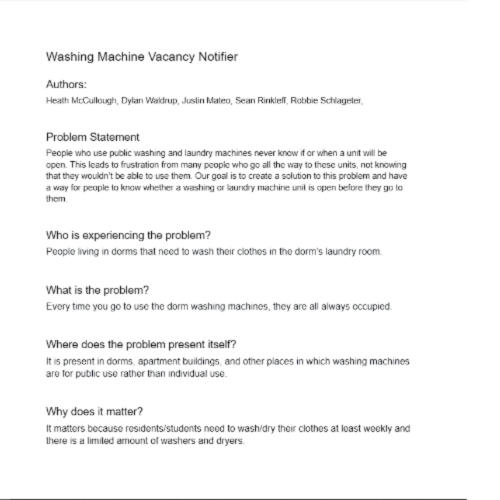 Washing Machine Vacancy Notifier
Authors:
Heath McCullough, Dylan Waldrup, Justin Mateo, Sean Rinkleff, Robbie Schlageter,
Problem Statement
People who use public washing and laundry machines never know if or when a unit will be
open. This leads to frustration from many people who go all the way to these units, not knowing
that they wouldn't be able to use them. Our goal is to create a solution to this problem and have
a way for people to know whether a washing or laundry machine unit is open before they go to
them.
Who is experiencing the problem?
People living in dorms that need to wash their clothes in the dorm's laundry room.
What is the problem?
Every time you go to use the dorm washing machines, they are all always occupied.
Where does the problem present itself?
It is present in dorms, apartment buildings, and other places in which washing machines
are for public use rather than individual use.
Why does it matter?
It matters because residents/students need to wash/dry their clothes at least weekly and
there is a limited amount of washers and dryers.